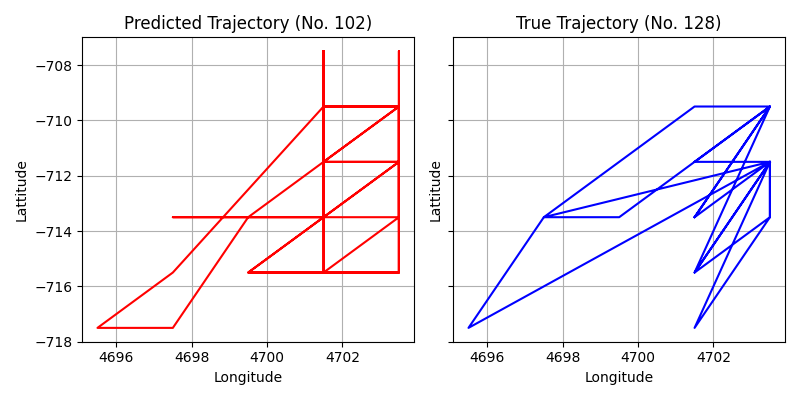 Predicted Trajectory (No. 102)
True Trajectory (No. 128)
Lattitude
−708
−710
−712
−714
−716
−718
4696 4698 4700 4702
Longitude
Lattitude
4696 4698 4700 4702
Longitude